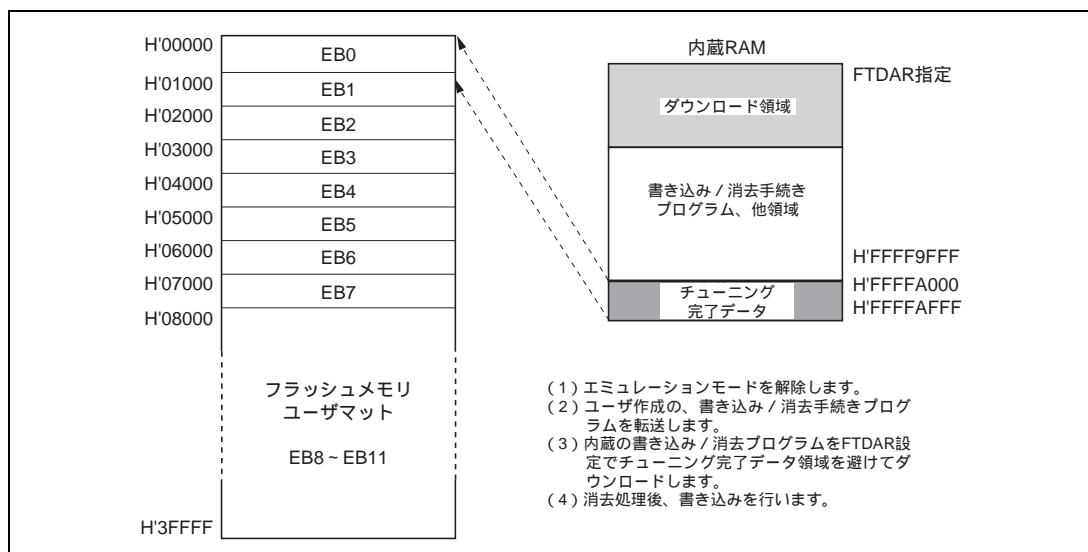 H'00000
EB0
H'01000
EB1
H'02000
EB2
H'03000
EB3
H'04000
EB4
H'05000
EB5
H'06000
EB6
H'07000
EB7
H'08000
フラッシュメモリ
ユーザマット
EB8 ~ EB11
H'3FFFF
内蔵RAM
FTDAR指定
ダウンロード領域
書き込み / 消去手続き
プログラム、他領域
H'FFFF9FFF
H'FFFFA000
チューニング
完了データ
H'FFFFAFFF
(1)エミュレーションモードを解除します。
(2)ユーザ作成の、書き込み / 消去手続きプログ
ラムを転送します。
(3)内蔵の書き込み / 消去プログラムをFTDAR設
定でチューニング完了データ領域を避けてダ
ウンロードします。
(4)消去処理後、書き込みを行います。